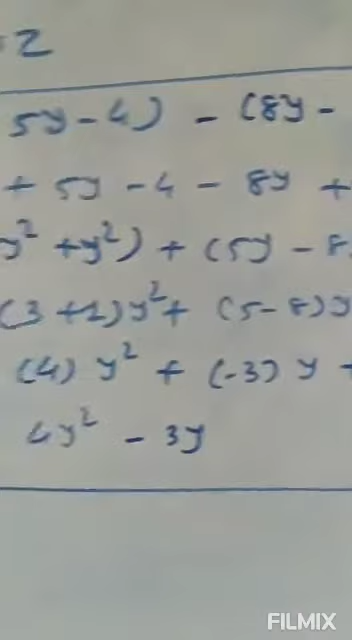 2
5y - 4) - (8y -
+ 5y - 4 - 8y +
y² + y²) + (5y - 8
(3 + 1) y² + (5 - 8) y
(4) y² + (-3) y +
4y² - 3y
FILMIX